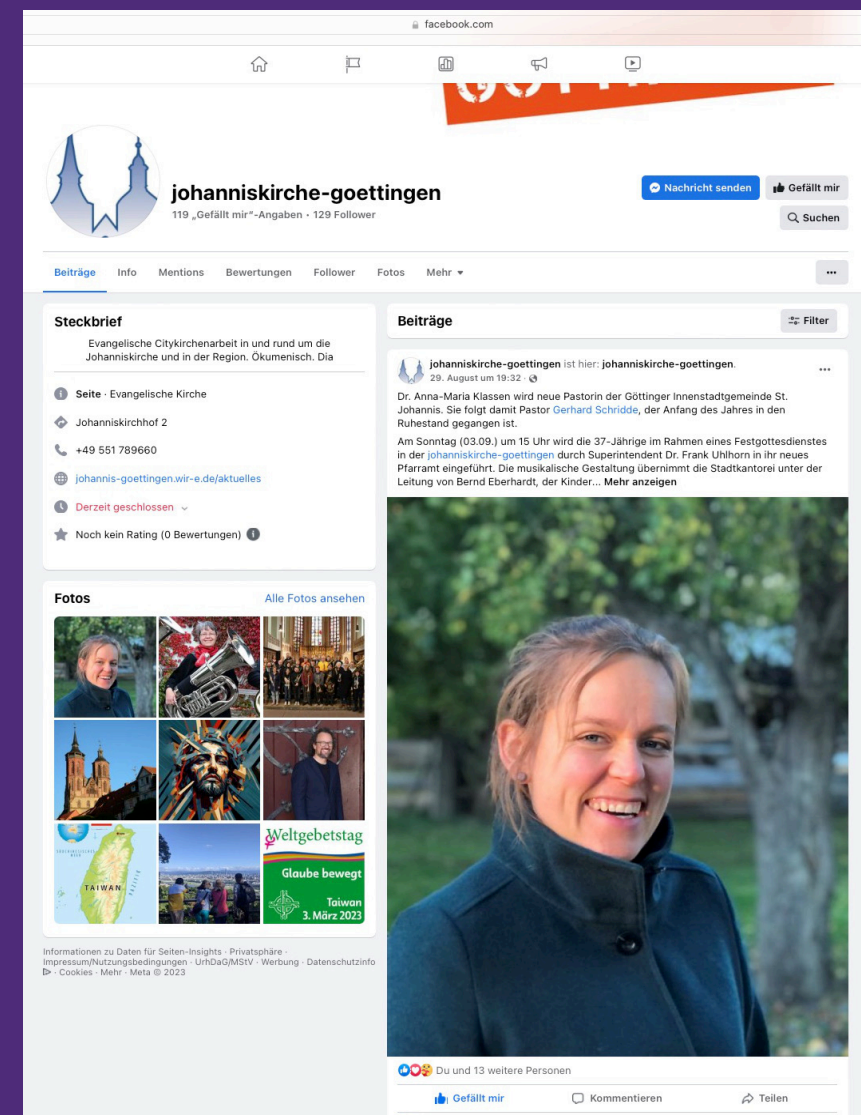 facebook.com
johanniskirche-goettingen
119 „Gefällt mir"-Angaben · 129 Follower
Nachricht senden
Gefällt mir
Suchen
Beiträge Info Mentions Bewertungen Follower Fotos Mehr
Steckbrief
Evangelische Citykirchenarbeit in und rund um die
Johanniskirche und in der Region. Ökumenisch. Dia
Seite · Evangelische Kirche
Johanniskirchhof 2
+49 551 789660
johannis-goettingen.wir-e.de/aktuelles
Derzeit geschlossen
Noch kein Rating (0 Bewertungen)
Fotos Alle Fotos ansehen
TAIWAN
Weltgebetstag
Glaube bewegt
Taiwan
3. März 2023
Informationen zu Daten für Seiten-Insights · Privatsphäre ·
Impressum/Nutzungsbedingungen · UrhDaG/MStV · Werbung · Datenschutzinfo
· Cookies · Mehr · Meta © 2023
Beiträge Filter
johanniskirche-goettingen ist hier: johanniskirche-goettingen.
29. August um 19:32 ·
Dr. Anna-Maria Klassen wird neue Pastorin der Göttinger Innenstadtgemeinde St.
Johannis. Sie folgt damit Pastor Gerhard Schridde, der Anfang des Jahres in den
Ruhestand gegangen ist.
Am Sonntag (03.09.) um 15 Uhr wird die 37-Jährige im Rahmen eines Festgottesdienstes
in der johanniskirche-goettingen durch Superintendent Dr. Frank Uhlhorn in ihr neues
Pfarramt eingeführt. Die musikalische Gestaltung übernimmt die Stadtkantorei unter der
Leitung von Bernd Eberhardt, der Kinder... Mehr anzeigen
Du und 13 weitere Personen
Gefällt mir Kommentieren Teilen